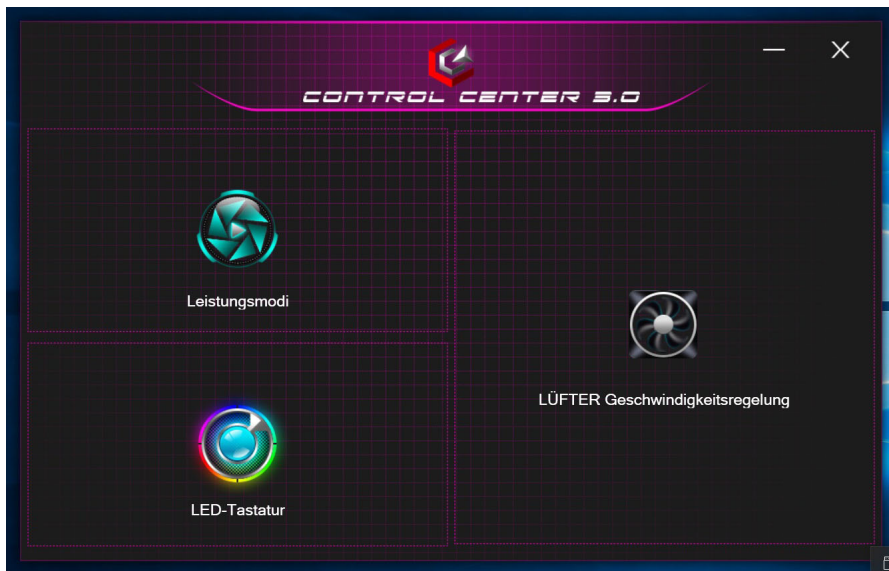 CONTROL CENTER 3.0
Leistungsmodi
LÜFTER Geschwindigkeitsregelung
LED-Tastatur